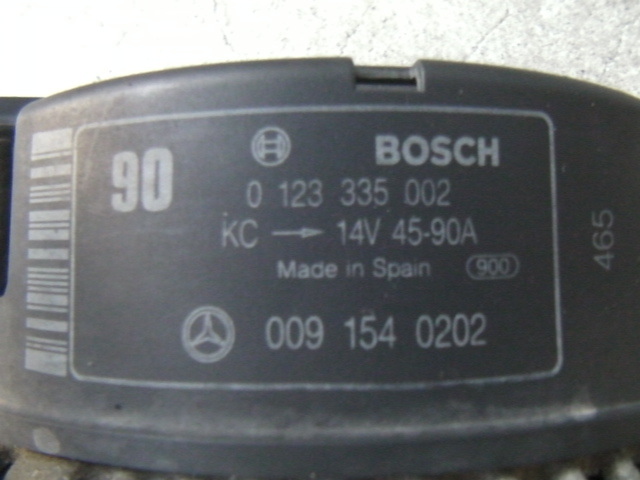 90 BOSCH
0 123 335 002
KC → 14V 45-90A
Made in Spain 900
009 154 0202
465